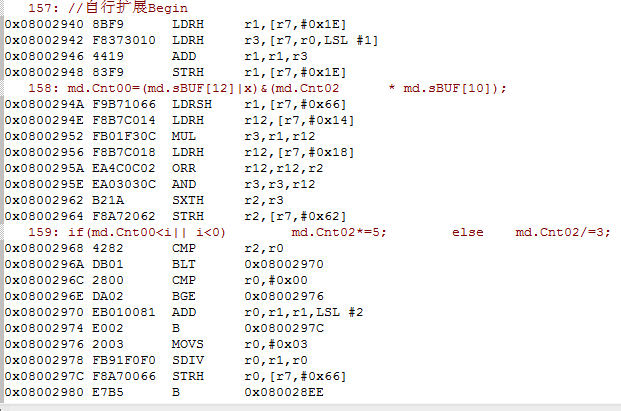 157: //自行扩展Begin
0x08002940 8BF9 LDRH r1,[r7,#0x1E]
0x08002942 F8373010 LDRH r3,[r7,r0,LSL #1]
0x08002946 4419 ADD r1,r1,r3
0x08002948 83F9 STRH r1,[r7,#0x1E]
158: md.Cnt00=(md.sBUF[12]|x)&(md.Cnt02 * md.sBUF[10]);
0x0800294A F9B71066 LDRSH r1,[r7,#0x66]
0x0800294E F8B7C014 LDRH r12,[r7,#0x14]
0x08002952 FB01F30C MUL r3,r1,r12
0x08002956 F8B7C018 LDRH r12,[r7,#0x18]
0x0800295A EA4C0C02 ORR r12,r12,r2
0x0800295E EA03030C AND r3,r3,r12
0x08002962 B21A SXTH r2,r3
0x08002964 F8A72062 STRH r2,[r7,#0x62]
159: if(md.Cnt00<i|| i<0) md.Cnt02*=5; else md.Cnt02/=3;
0x08002968 4282 CMP r2,r0
0x0800296A DB01 BLT 0x08002970
0x0800296C 2800 CMP r0,#0x00
0x0800296E DA02 BGE 0x08002976
0x08002970 EB010081 ADD r0,r1,r1,LSL #2
0x08002974 E002 B 0x0800297C
0x08002976 2003 MOVS r0,#0x03
0x08002978 FB91F0F0 SDIV r0,r1,r0
0x0800297C F8A70066 STRH r0,[r7,#0x66]
0x08002980 E7B5 B 0x080028EE